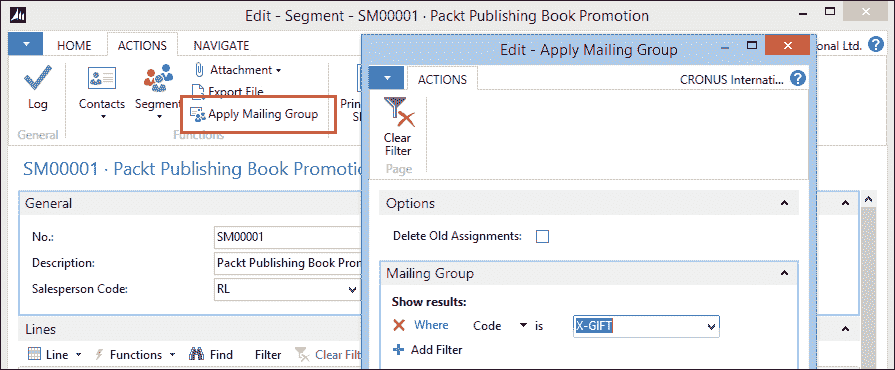 Edit - Segment - SM00001 · Packt Publishing Book Promotion
HOME ACTIONS NAVIGATE
onal Ltd.
Log
Contacts
Segment
Attachment
Export File
Apply Mailing Group
General
Functions
SM00001 · Packt Publishing Book Promotio
General
No.: SM00001
Description: Packt Publishing Book Pron
Salesperson Code: RL
Lines
Line Functions Find Filter Clear Filt
Edit - Apply Mailing Group
ACTIONS
CRONUS Internati...
Clear
Filter
Page
Options
Delete Old Assignments:
Mailing Group
Show results:
Where Code is X-GIFT
Add Filter